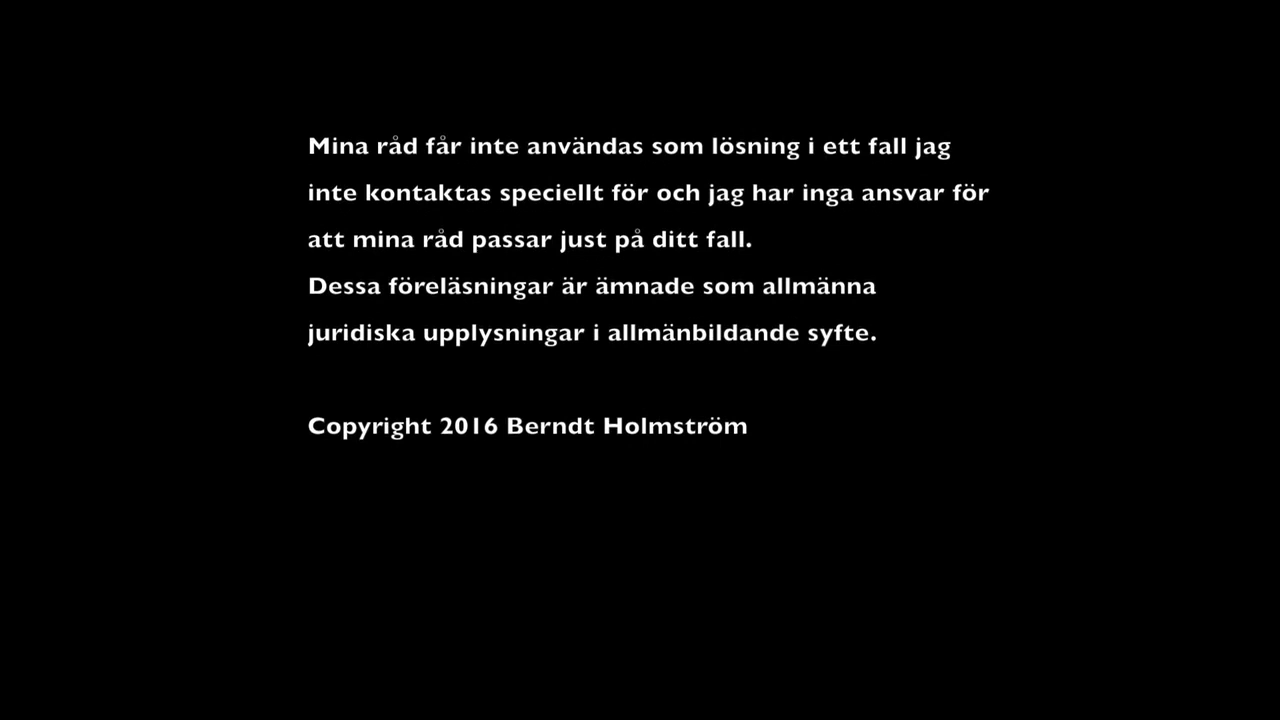 Mina råd får inte användas som lösning i ett fall jag
inte kontaktas speciellt för och jag har inga ansvar för
att mina råd passar just på ditt fall.
Dessa föreläsningar är ämnade som allmänna
juridiska upplysningar i allmänbildande syfte.
Copyright 2016 Berndt Holmström